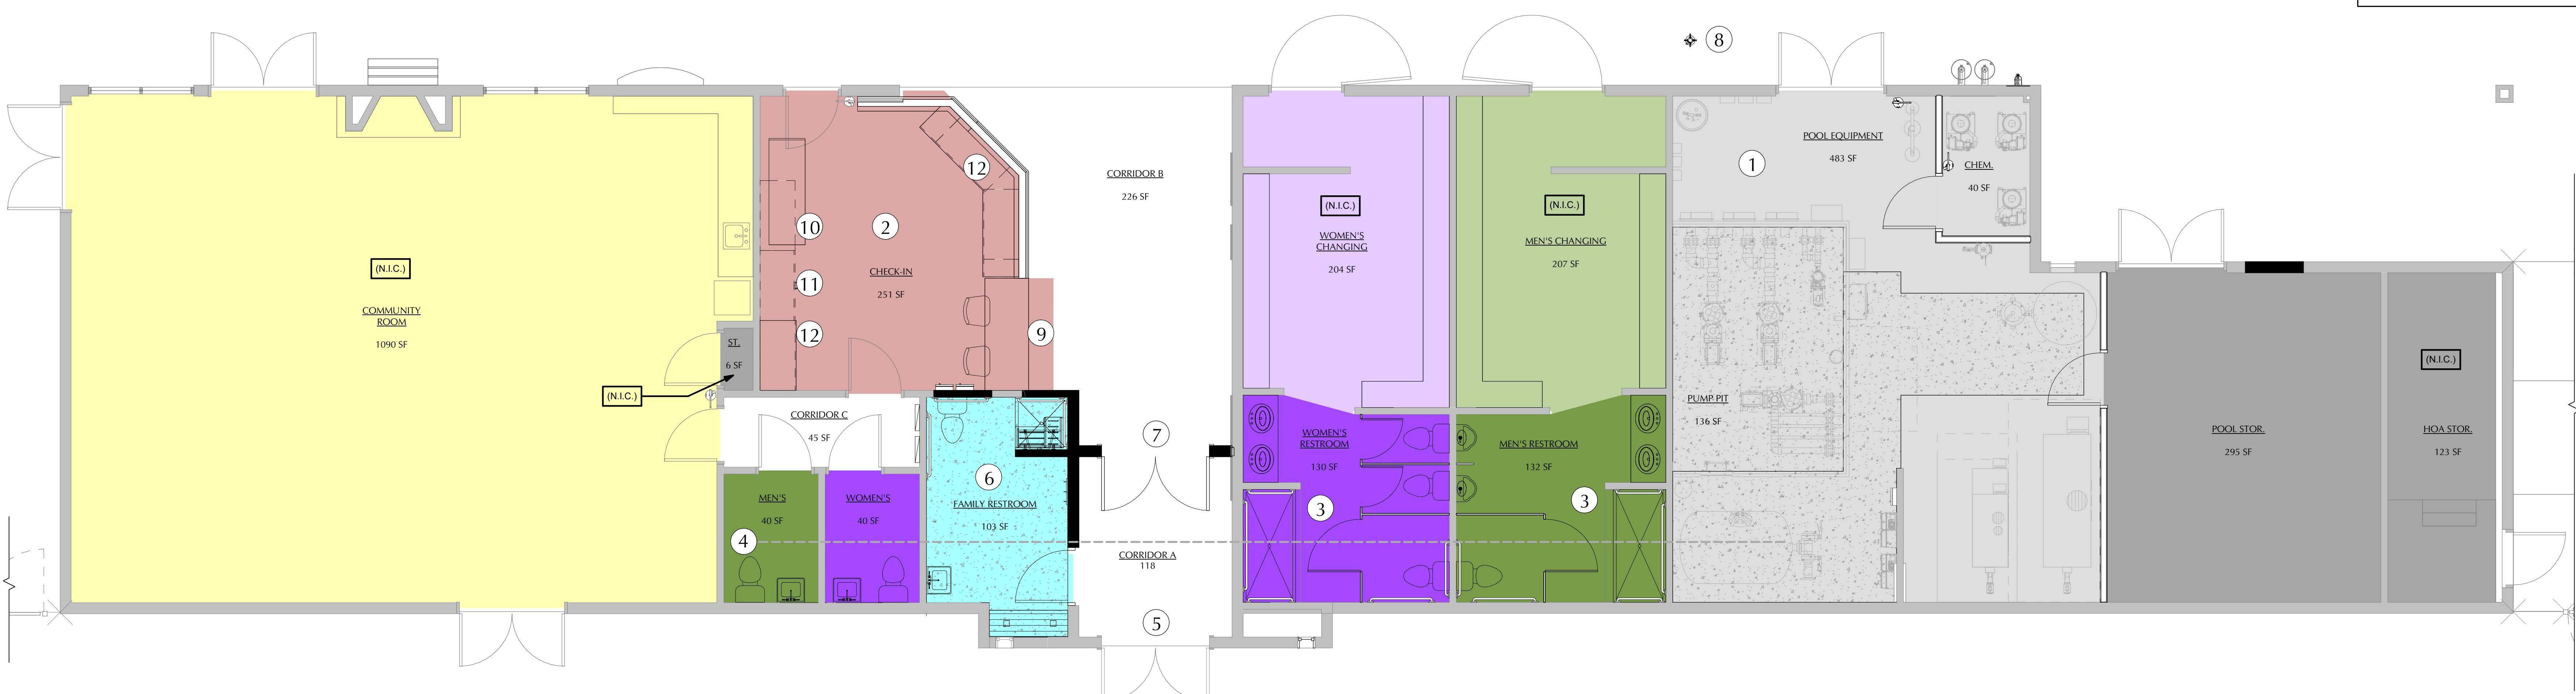 8
(N.I.C.)
COMMUNITY
ROOM
1090 SF
ST.
6 SF
(N.I.C.)
10
2
12
11
12
CHECK-IN
251 SF
9
CORRIDOR B
226 SF
CORRIDOR C
45 SF
MEN'S
40 SF
4
WOMEN'S
40 SF
6
FAMILY RESTROOM
103 SF
7
CORRIDOR A
118
5
(N.I.C.)
WOMEN'S
CHANGING
204 SF
(N.I.C.)
MEN'S CHANGING
207 SF
WOMEN'S
RESTROOM
130 SF
3
MEN'S RESTROOM
132 SF
3
1
POOL EQUIPMENT
483 SF
CHEM.
40 SF
PUMP PIT
136 SF
POOL STOR.
295 SF
(N.I.C.)
HOA STOR.
123 SF